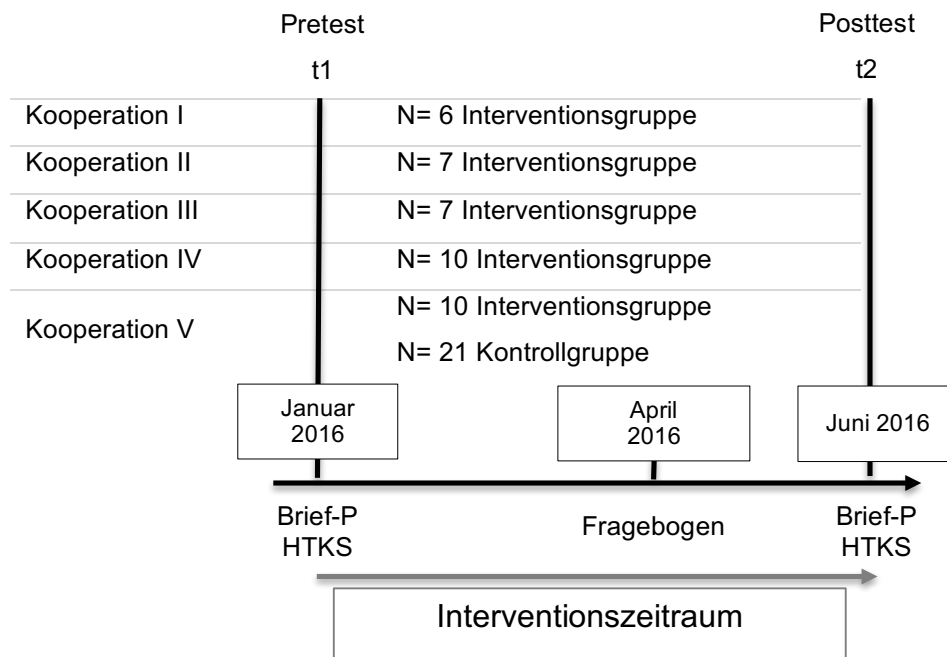 Pretest
Posttest
t1
t2
Kooperation I
N= 6 Interventionsgruppe
Kooperation II
N= 7 Interventionsgruppe
Kooperation III
N= 7 Interventionsgruppe
Kooperation IV
N= 10 Interventionsgruppe
Kooperation V
N= 10 Interventionsgruppe
N= 21 Kontrollgruppe
Januar
2016
April
2016
Juni 2016
Brief-P
HTKS
Fragebogen
Brief-P
HTKS
Interventionszeitraum